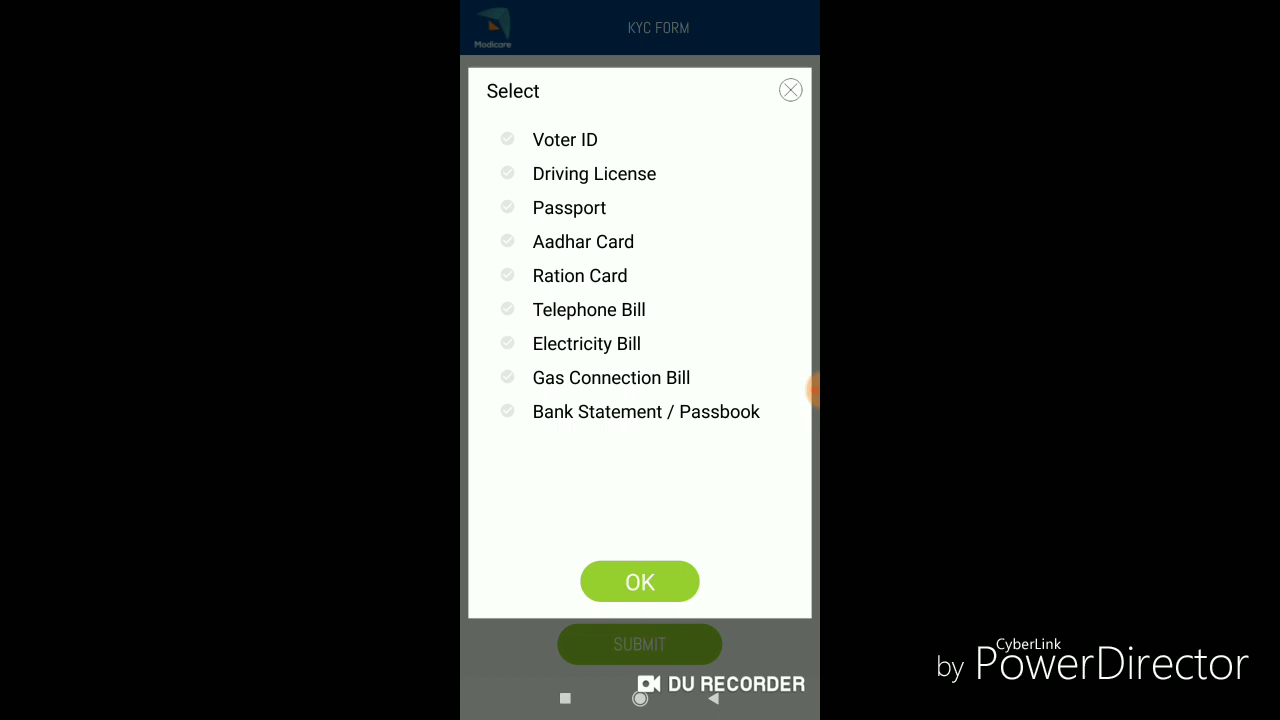 Modicare
KYC FORM
Select
Voter ID
Driving License
Passport
Aadhar Card
Ration Card
Telephone Bill
Electricity Bill
Gas Connection Bill
Bank Statement / Passbook
OK
SUBMIT
DU RECORDER
CyberLink
by PowerDirector